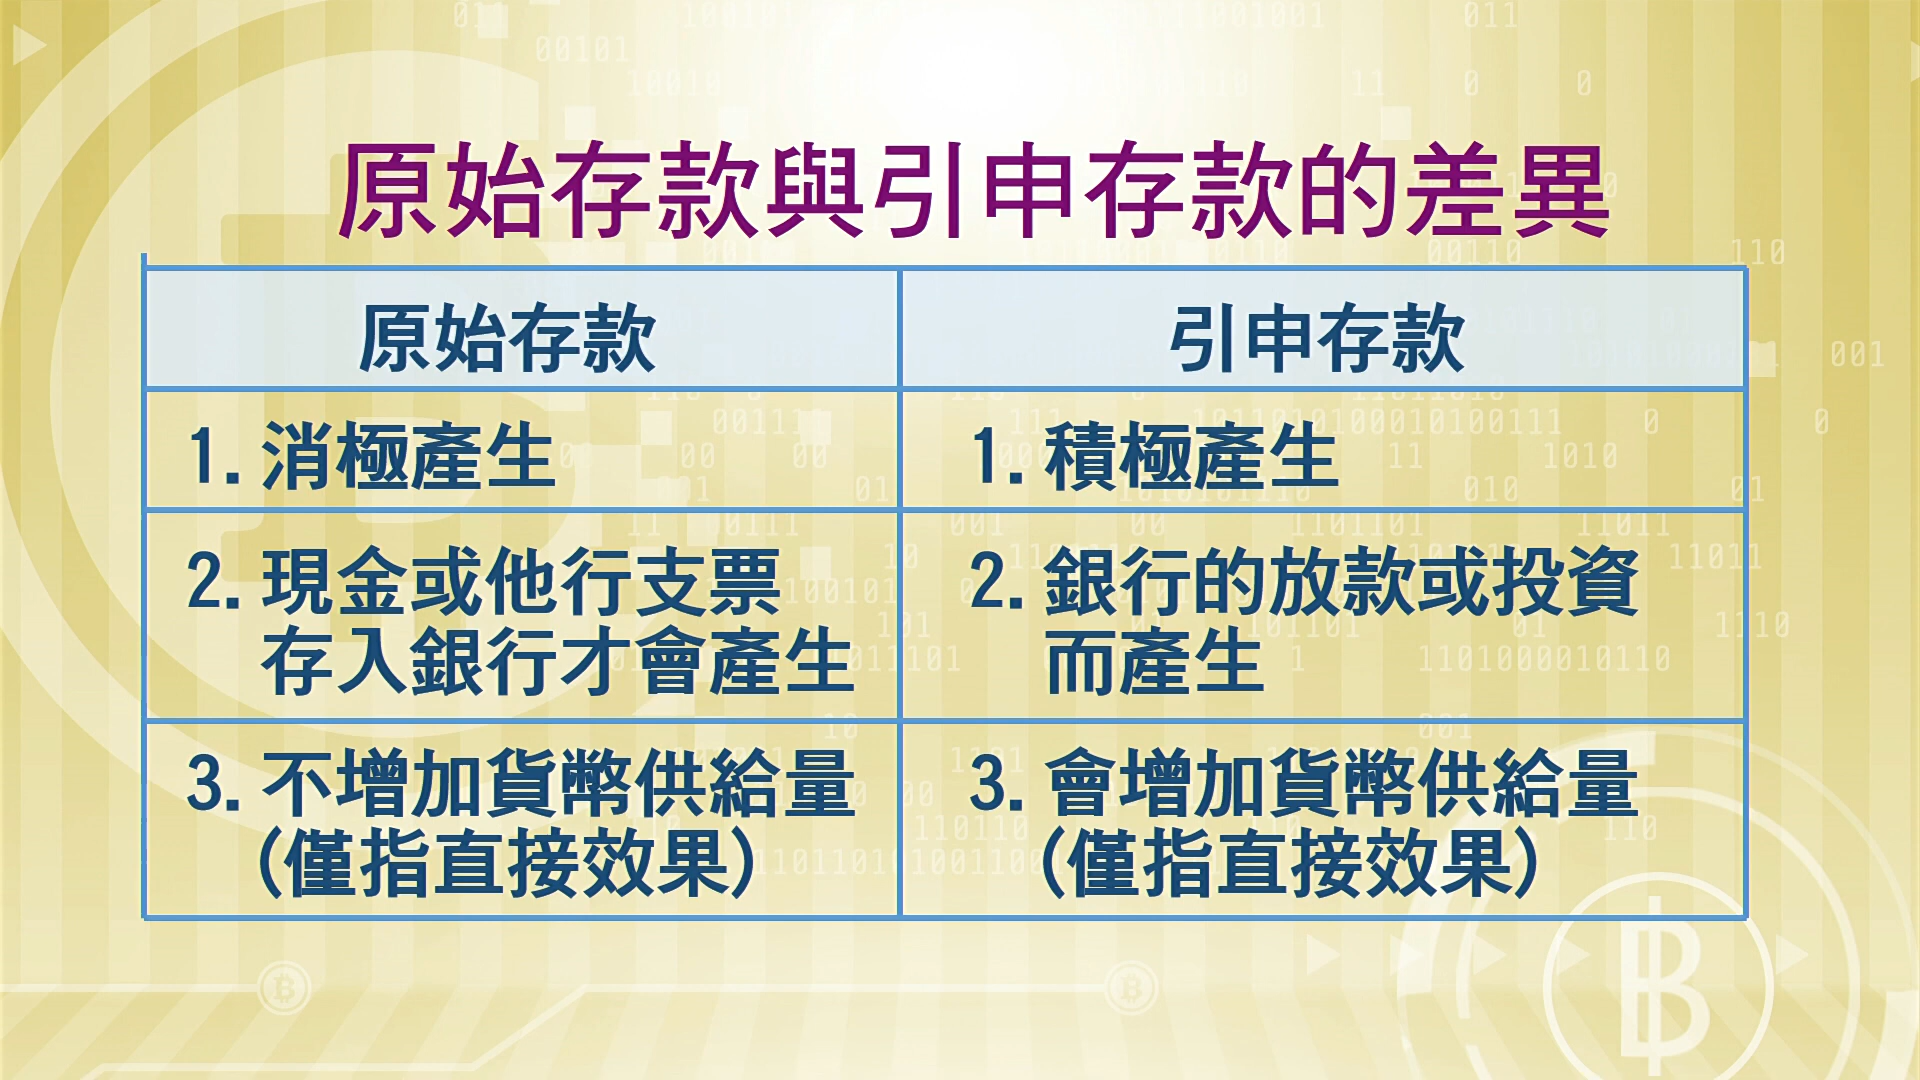 原始存款與引申存款的差異
原始存款
引申存款
1.消極產生
1.積極產生
2.現金或他行支票
存入銀行才會產生
2.銀行的放款或投資
而產生
3.不增加貨幣供給量
(僅指直接效果)
3.會增加貨幣供給量
(僅指直接效果)